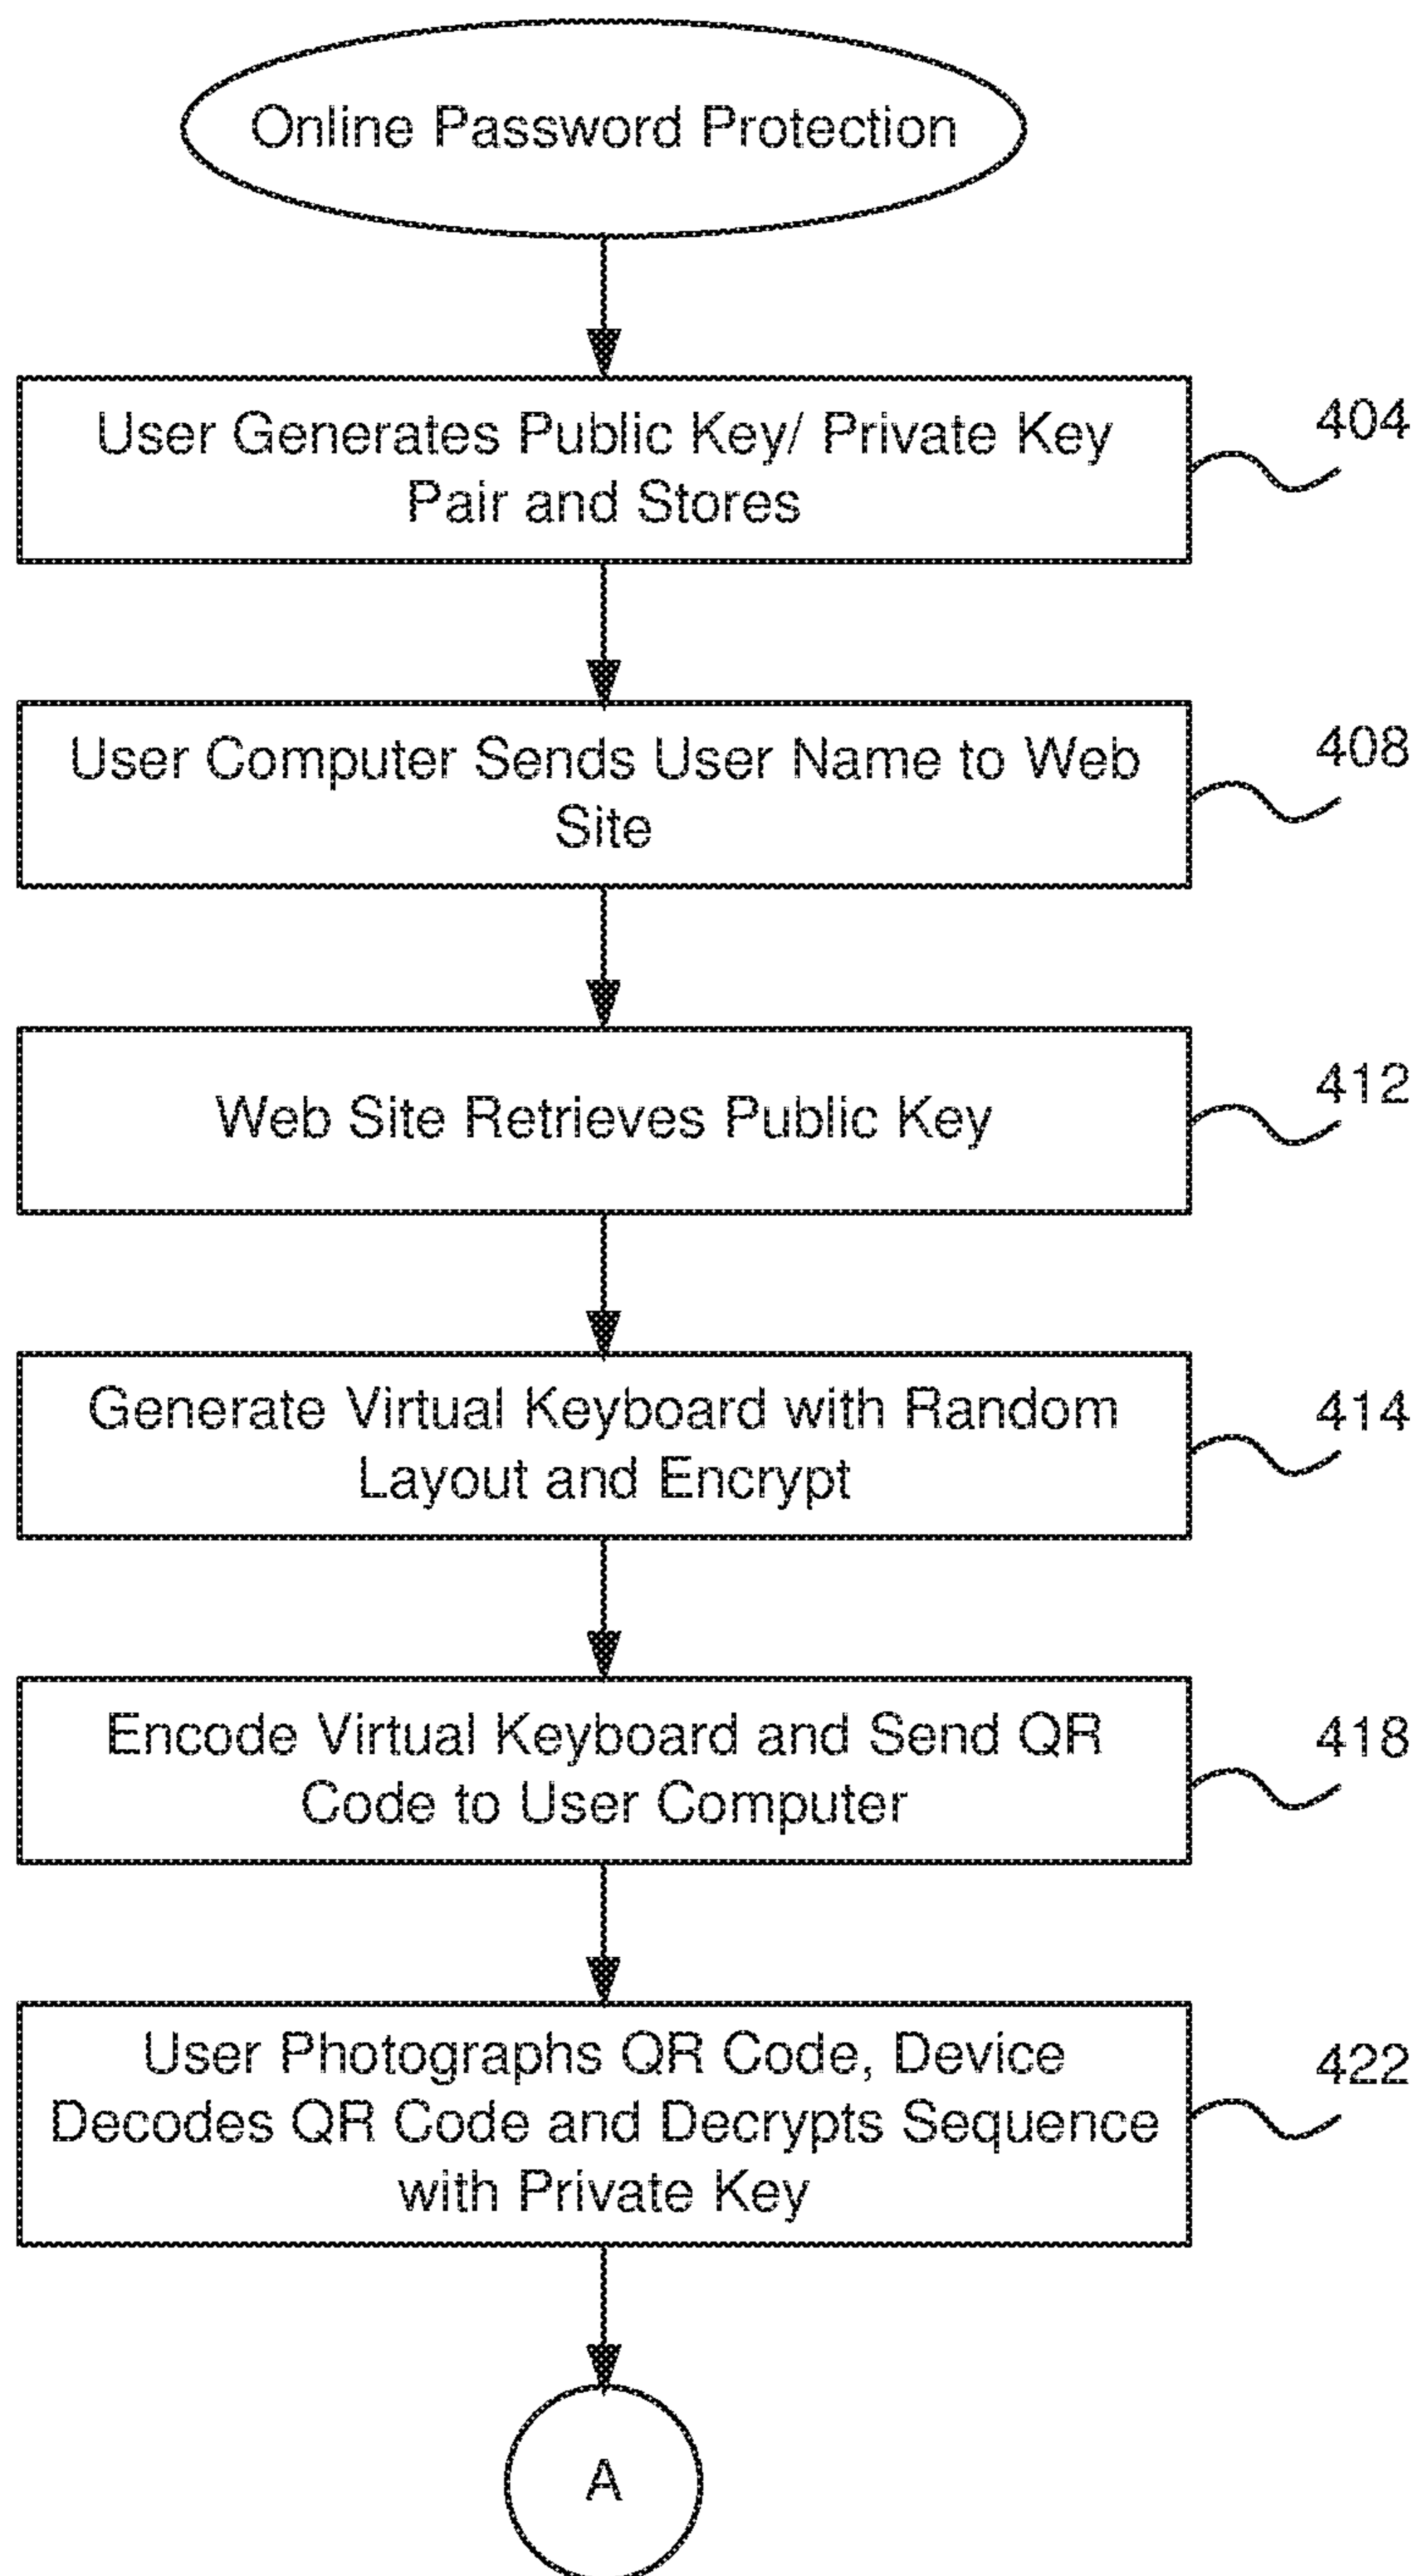 Online Password Protection
User Generates Public Key/ Private Key
Pair and Stores
404
User Computer Sends User Name to Web
Site
408
Web Site Retrieves Public Key
412
Generate Virtual Keyboard with Random
Layout and Encrypt
414
Encode Virtual Keyboard and Send QR
Code to User Computer
418
User Photographs QR Code, Device
Decodes QR Code and Decrypts Sequence
with Private Key
422
A